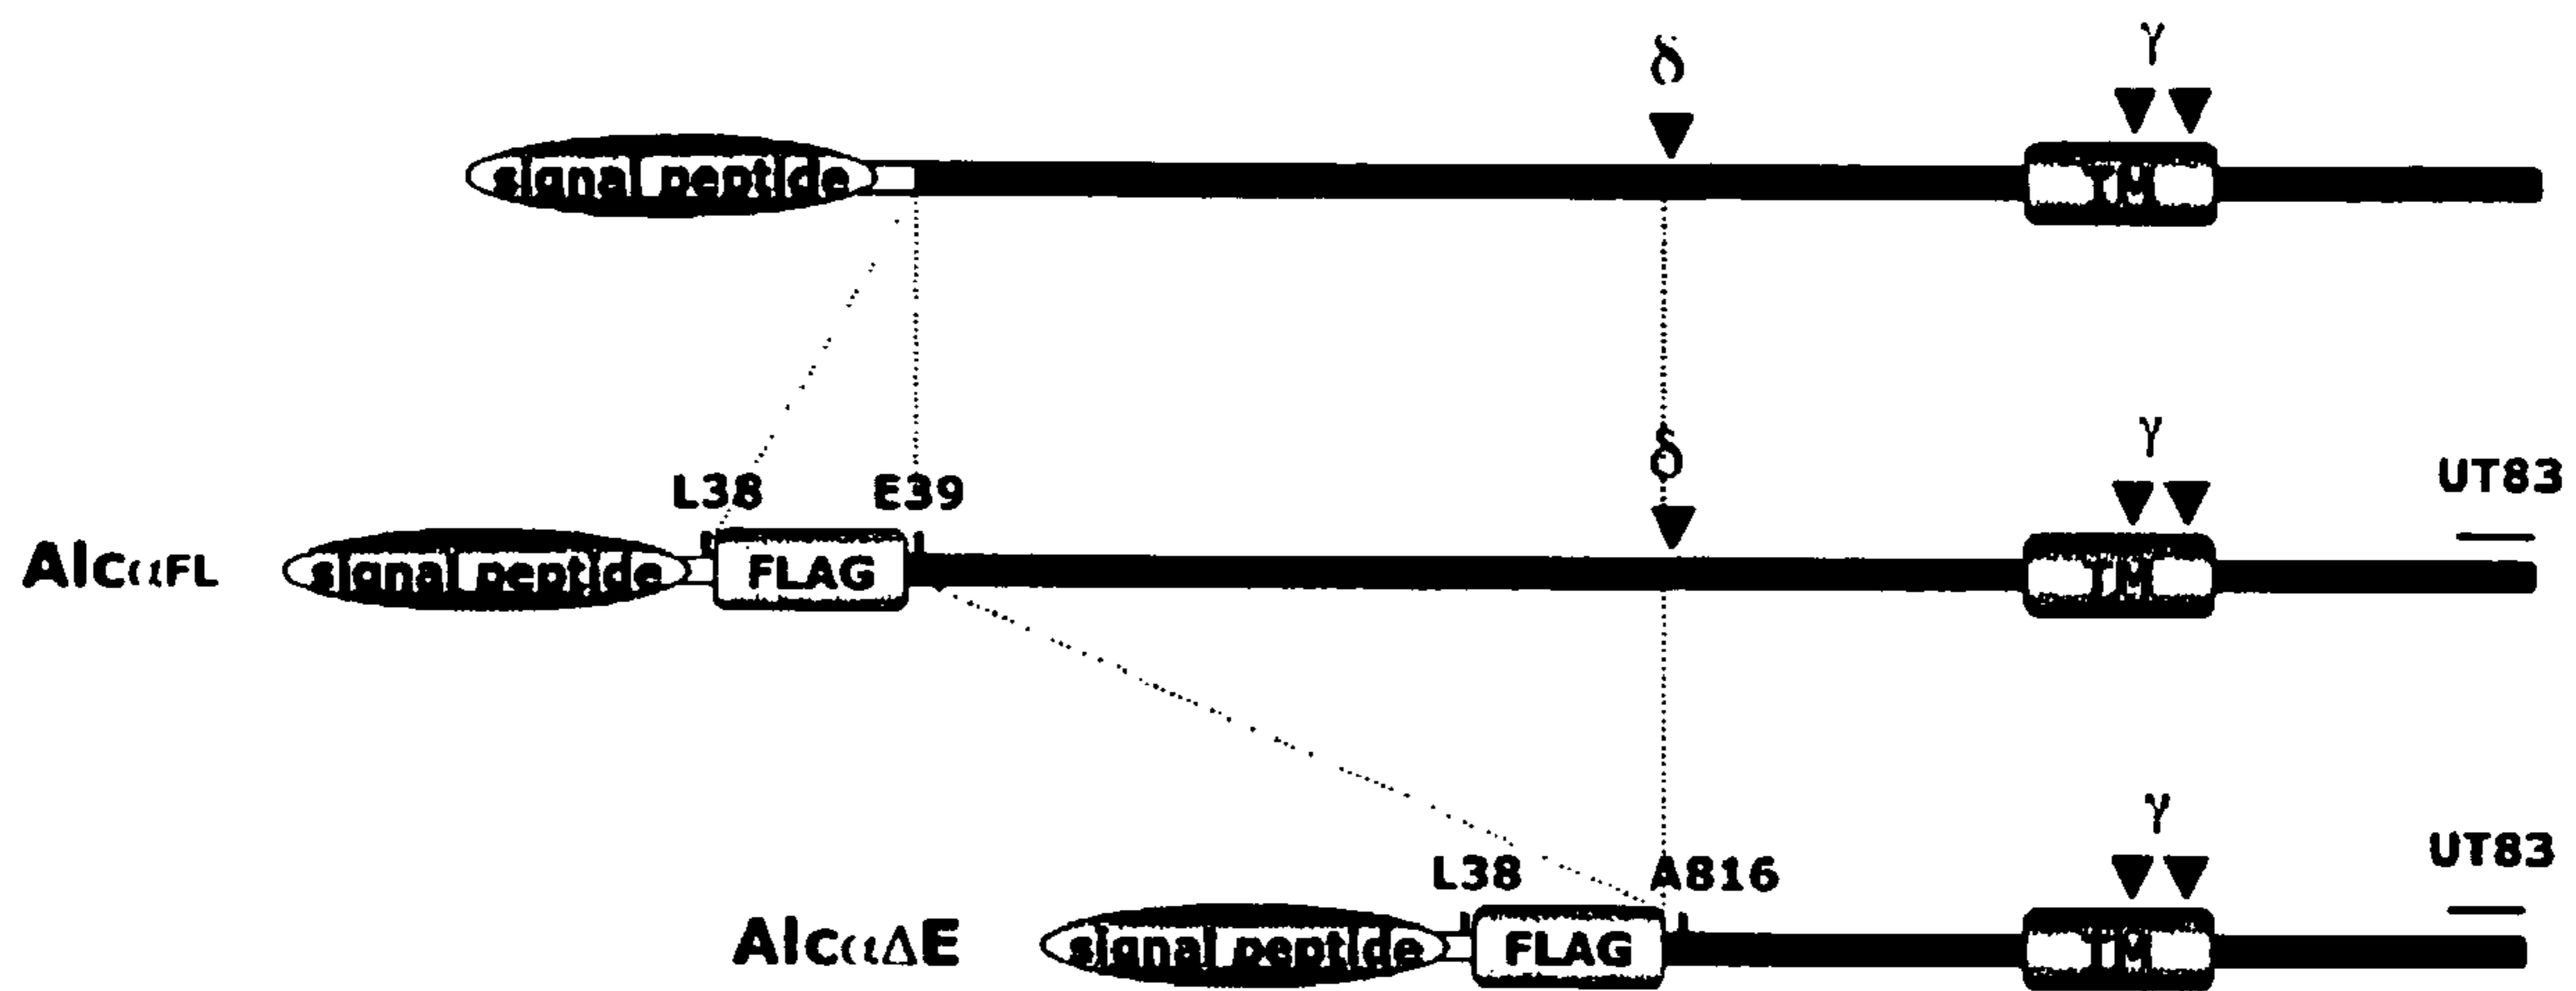 δ γ
signal peptide TM
δ γ
L38 E39 UT83
AlcαFL signal peptide FLAG TM
γ
L38 A816 UT83
AlcαΔE signal peptide FLAG TM